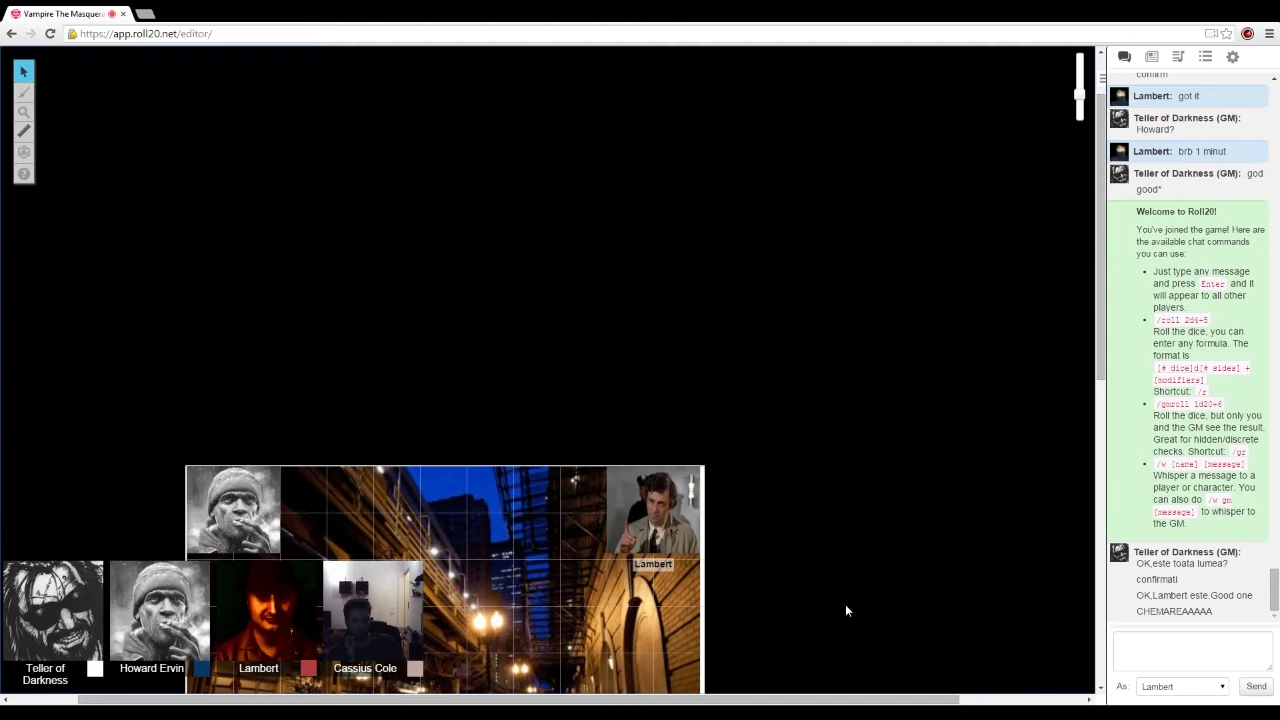 Vampire The Masquera
https://app.roll20.net/editor/
confirm
Lambert: got it
Teller of Darkness (GM):
Howard?
Lambert: brb 1 minut
Teller of Darkness (GM): god
good*
Welcome to Roll20!
You've joined the game! Here are
the available chat commands
you can use:
Just type any message
and press Enter and it
will appear to all other
players.
/roll 2d4+5
Roll the dice, you can
enter any formula. The
format is
[# dice]d[# sides] +
[modifiers]
Shortcut: /r
/gmroll 1d20+6
Roll the dice, but only you
and the GM see the result.
Great for hidden/discrete
checks. Shortcut: /gr
/w [name] [message]
Whisper a message to a
player or character. You
can also do /w gm
[message] to whisper to
the GM.
Teller of Darkness (GM):
OK,este toata lumea?
confirmati
OK,Lambert este.Good one
CHEMAREAAAAA
Lambert
Teller of
Darkness
Howard Ervin
Lambert
Cassius Cole
As: Lambert
Send